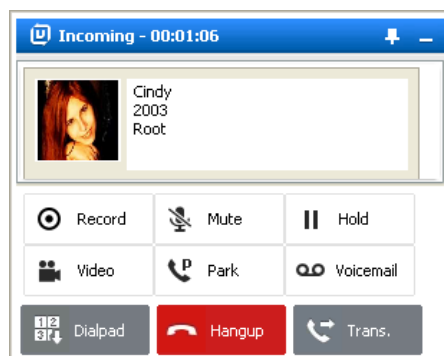 Incoming - 00:01:06
Cindy
2003
Root
Record Mute Hold
Video Park Voicemail
Dialpad Hangup Trans.